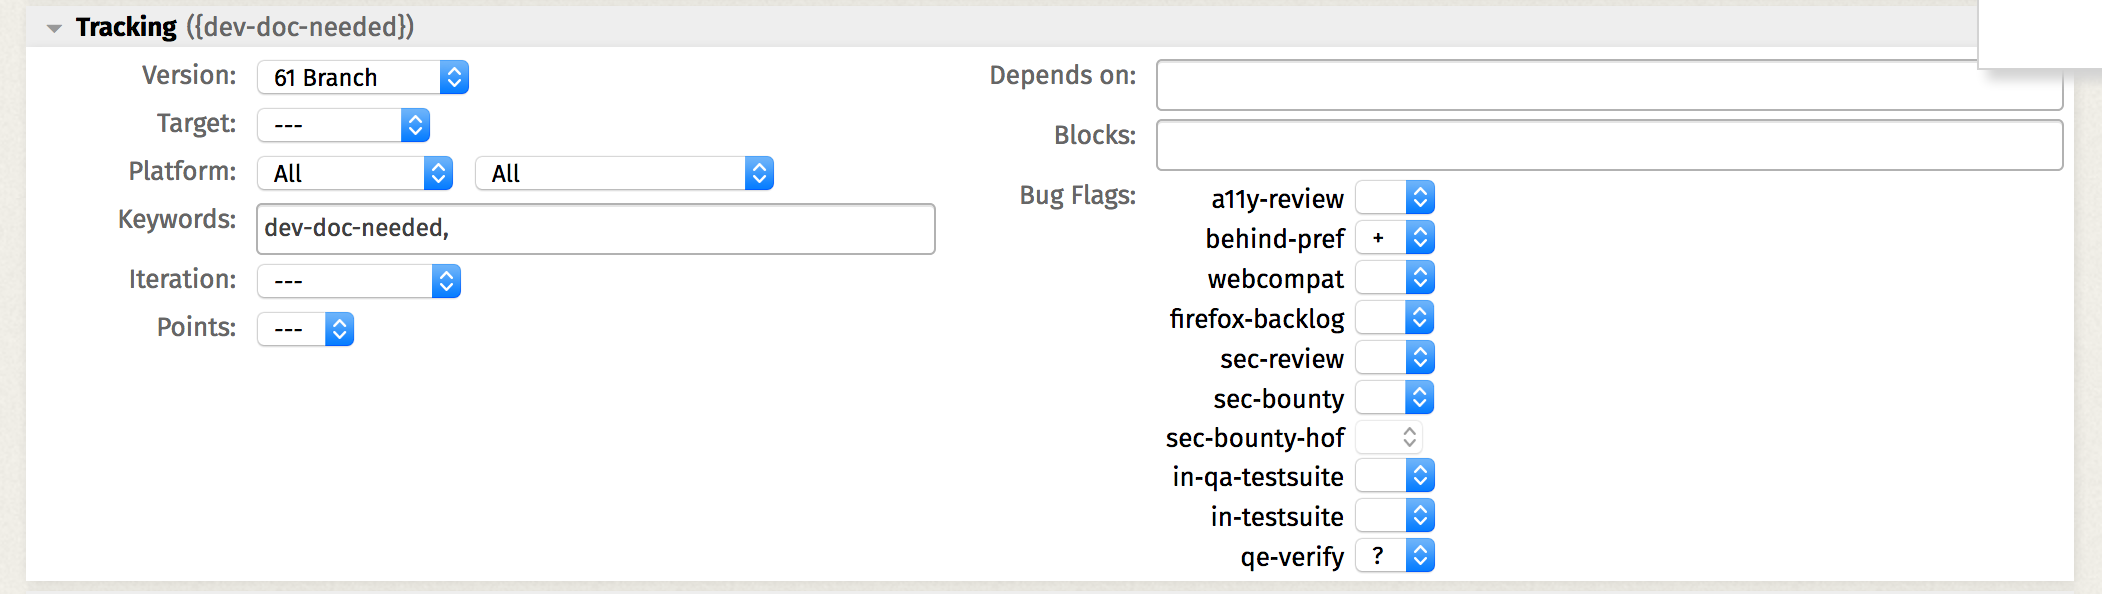 Tracking ({dev-doc-needed})
Version: 61 Branch
Target: ---
Platform: All All
Keywords: dev-doc-needed,
Iteration: ---
Points: ---
Depends on:
Blocks:
Bug Flags:
a11y-review
behind-pref +
webcompat
firefox-backlog
sec-review
sec-bounty
sec-bounty-hof
in-qa-testsuite
in-testsuite
qe-verify ?